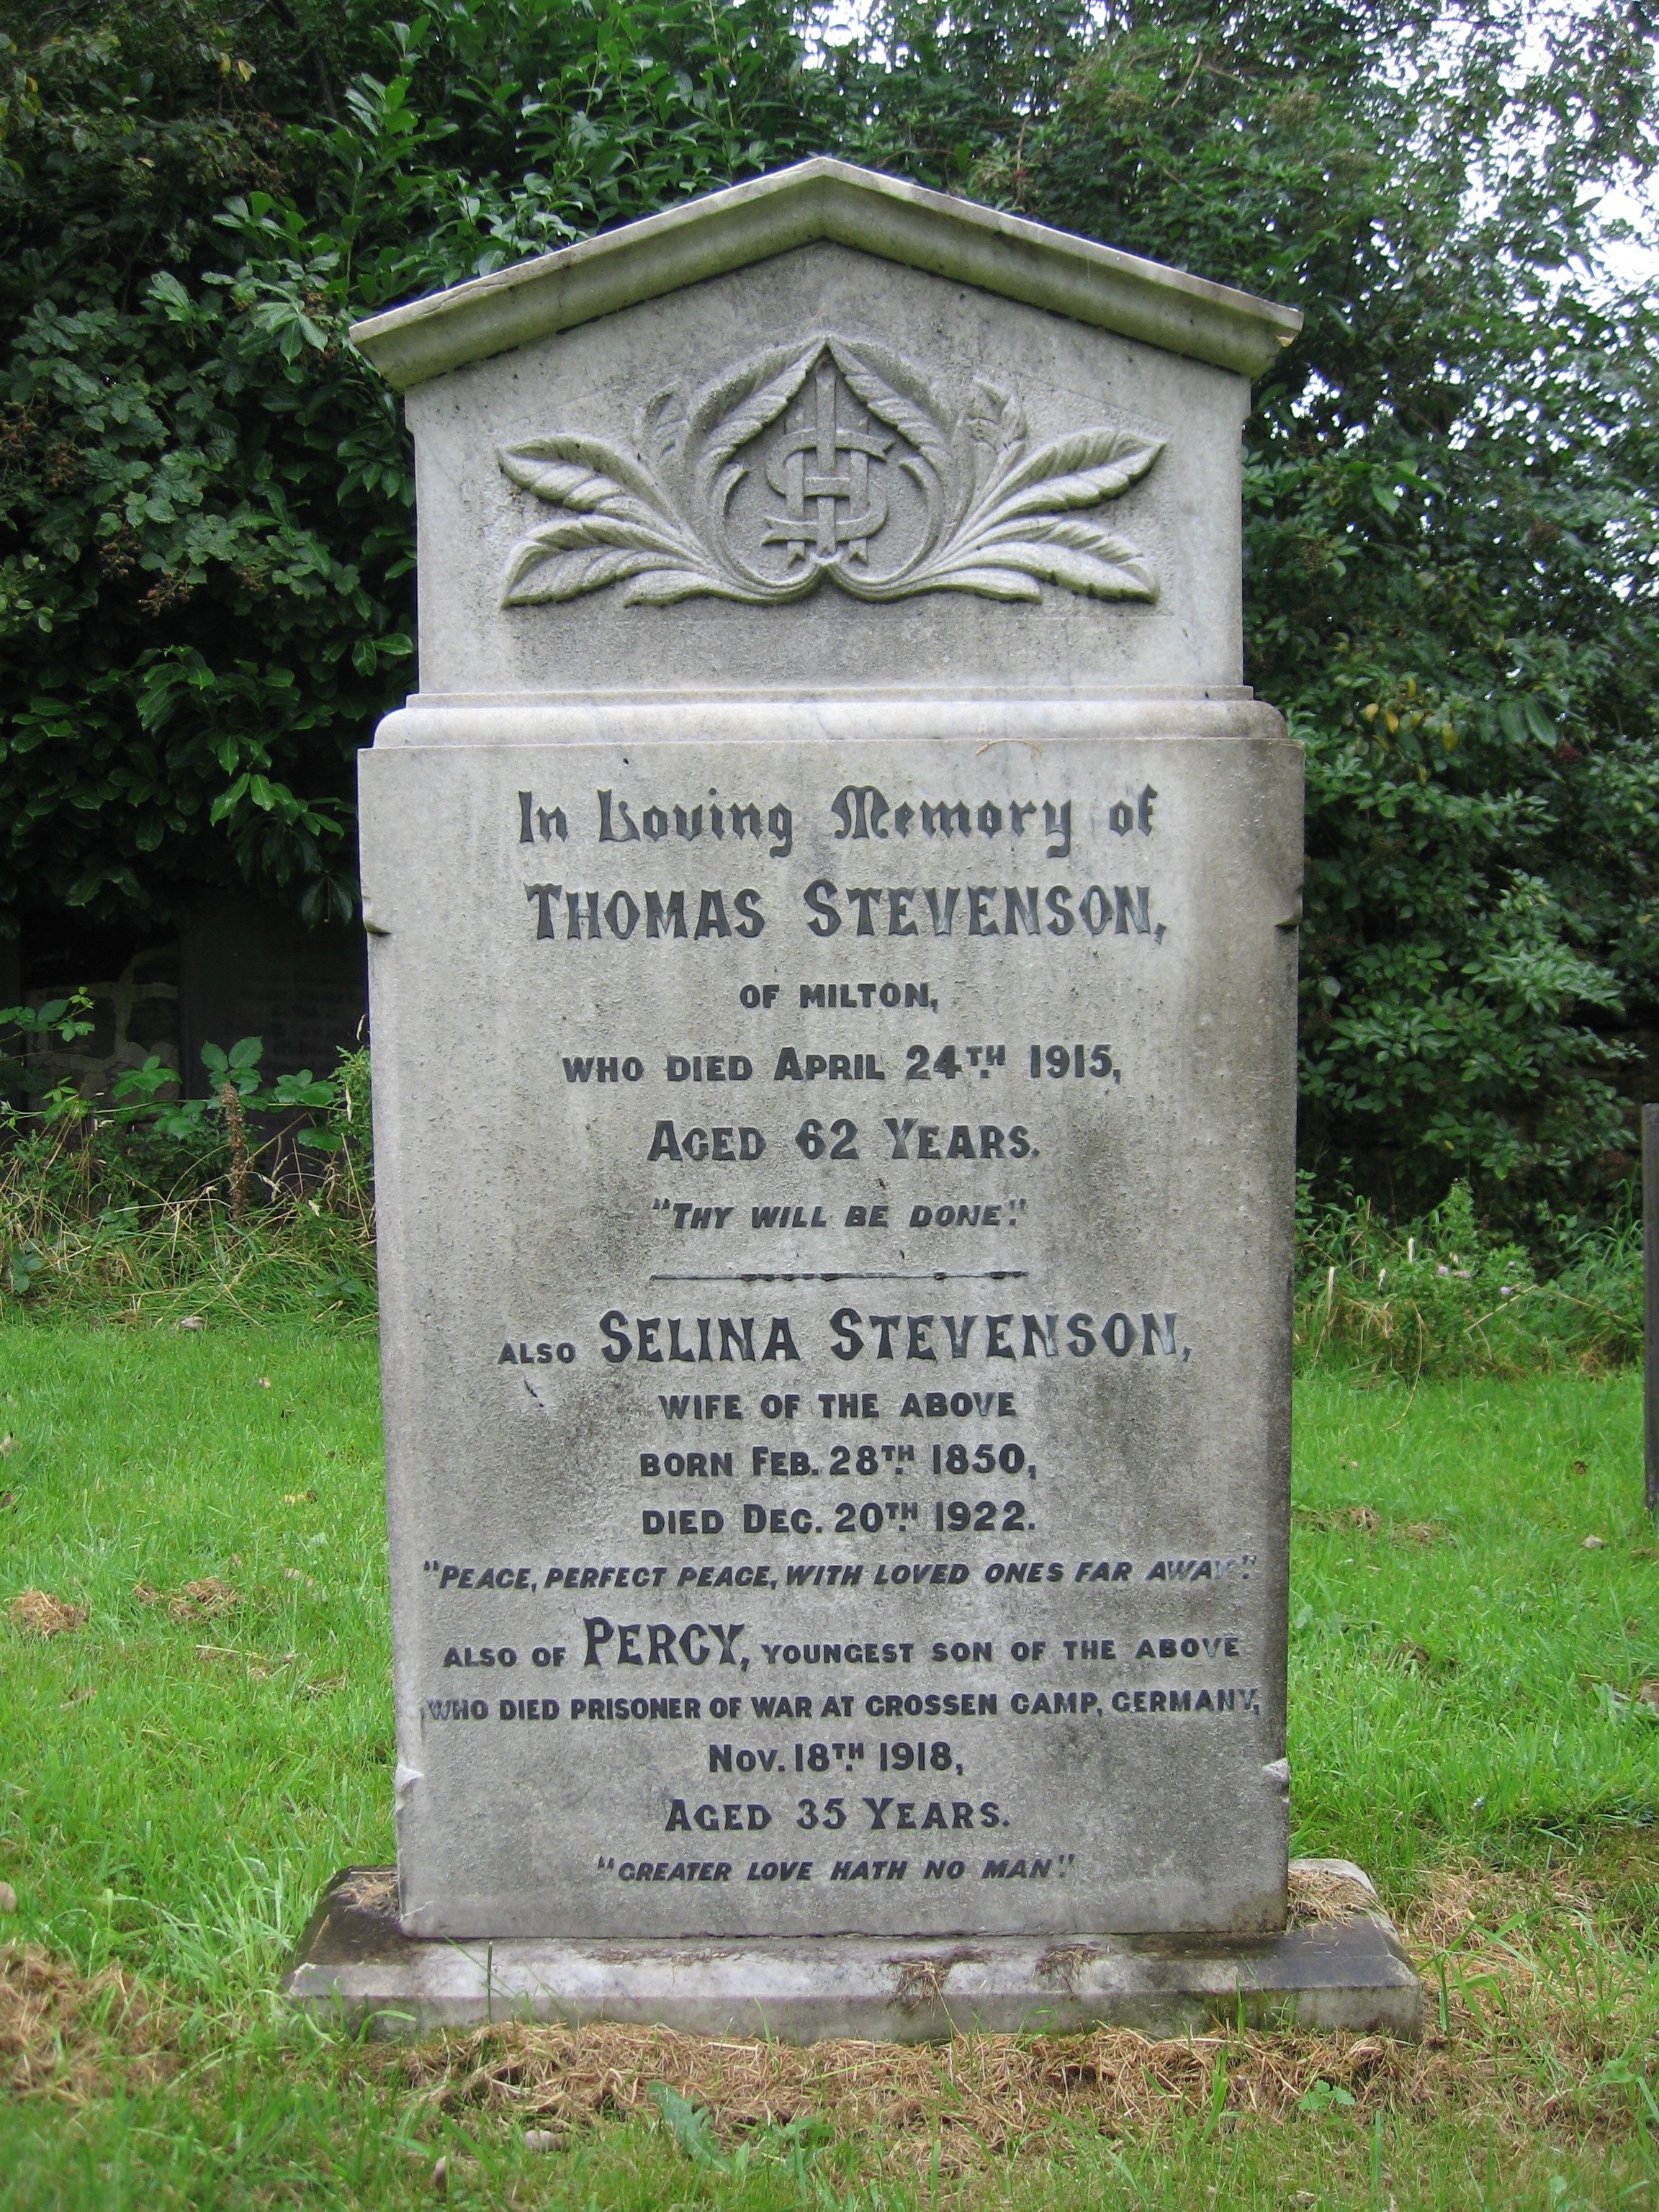 IHS
In Loving Memory of
THOMAS STEVENSON,
OF MILTON,
WHO DIED APRIL 24TH. 1915,
AGED 62 YEARS.
"THY WILL BE DONE."
ALSO SELINA STEVENSON,
WIFE OF THE ABOVE
BORN FEB. 28TH. 1850,
DIED DEC. 20TH. 1922.
"PEACE, PERFECT PEACE, WITH LOVED ONES FAR AWAY."
ALSO OF PERCY, YOUNGEST SON OF THE ABOVE
WHO DIED PRISONER OF WAR AT CROSSEN CAMP, GERMANY,
NOV. 18TH. 1918,
AGED 35 YEARS.
"GREATER LOVE HATH NO MAN."